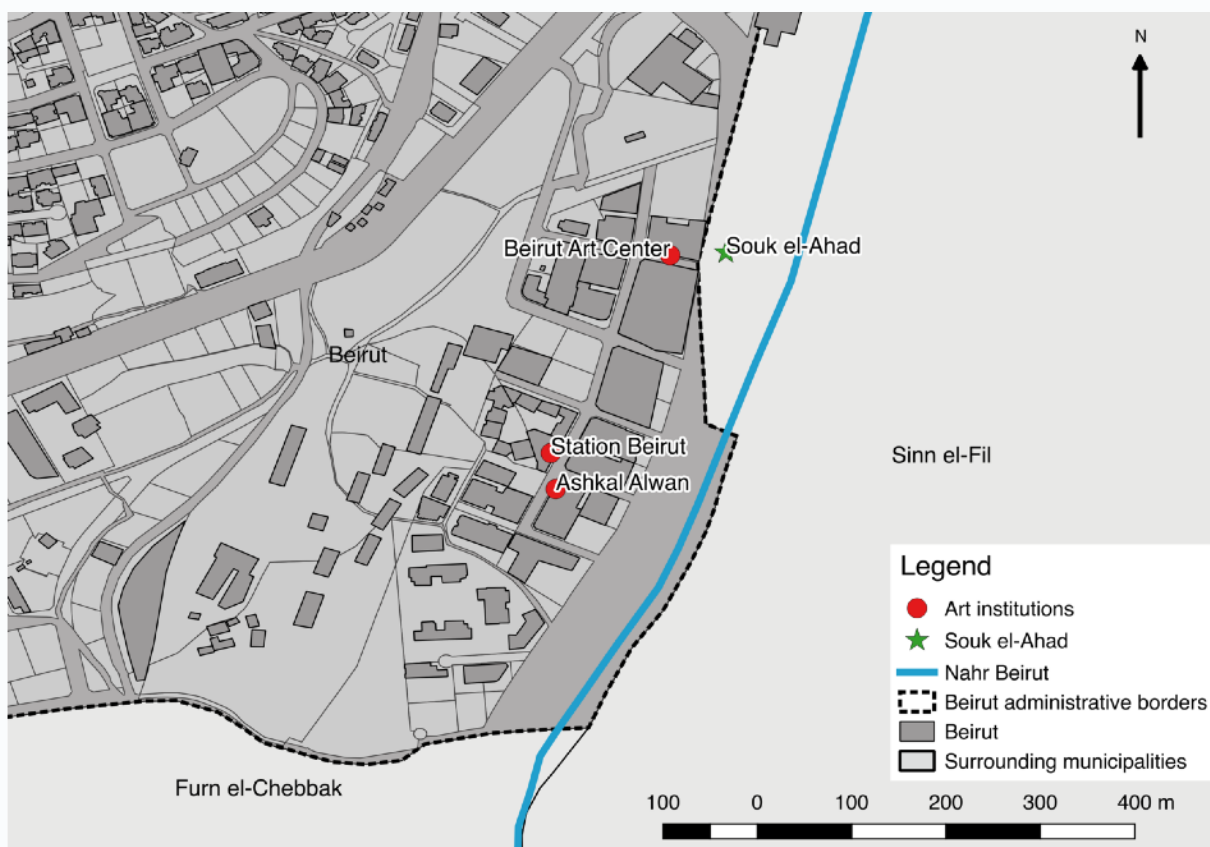 N
Beirut Art Center
Souk el-Ahad
Beirut
Station Beirut
Ashkal Alwan
Sinn el-Fil
Furn el-Chebbak
Legend
Art institutions
Souk el-Ahad
Nahr Beirut
Beirut administrative borders
Beirut
Surrounding municipalities
100 0 100 200 300 400 m